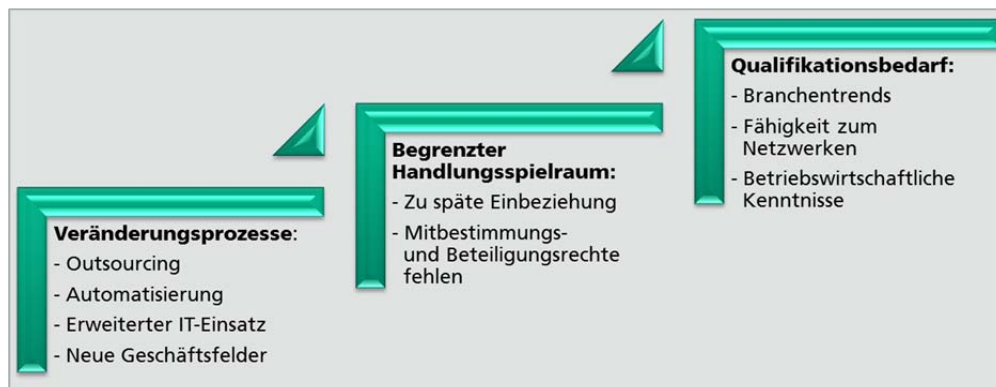 Veränderungsprozesse:
- Outsourcing
- Automatisierung
- Erweiterter IT-Einsatz
- Neue Geschäftsfelder
Begrenzter
Handlungsspielraum:
- Zu späte Einbeziehung
- Mitbestimmungs-
und Beteiligungsrechte
fehlen
Qualifikationsbedarf:
- Branchentrends
- Fähigkeit zum
Netzwerken
- Betriebswirtschaftliche
Kenntnisse